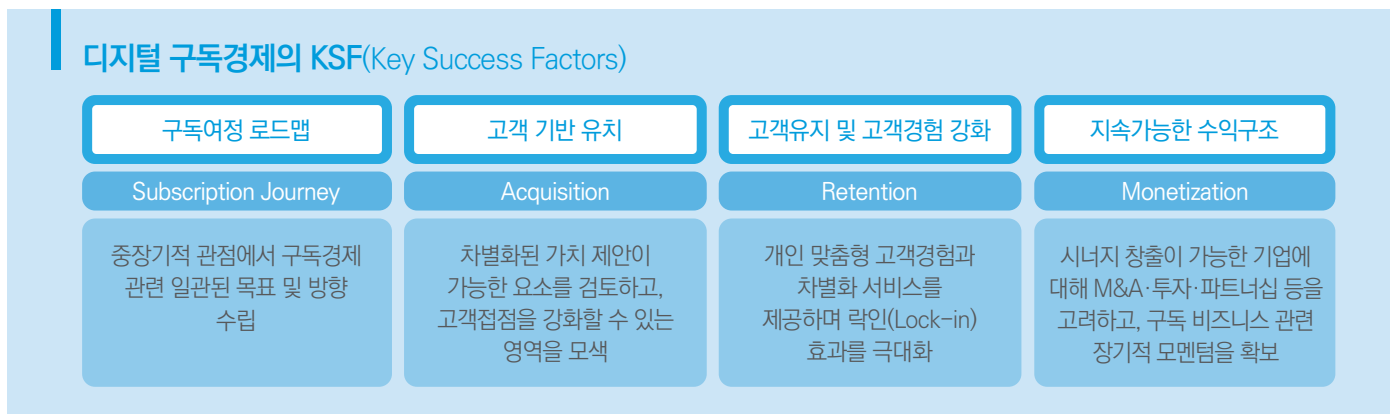 디지털 구독경제의 KSF(Key Success Factors)
구독여정 로드맵
Subscription Journey
중장기적 관점에서 구독경제
관련 일관된 목표 및 방향
수립
고객 기반 유치
Acquisition
차별화된 가치 제안이
가능한 요소를 검토하고,
고객접점을 강화할 수 있는
영역을 모색
고객유지 및 고객경험 강화
Retention
개인 맞춤형 고객경험과
차별화 서비스를
제공하며 락인(Lock-in)
효과를 극대화
지속가능한 수익구조
Monetization
시너지 창출이 가능한 기업에
대해 M&A·투자·파트너십 등을
고려하고, 구독 비즈니스 관련
장기적 모멘텀을 확보